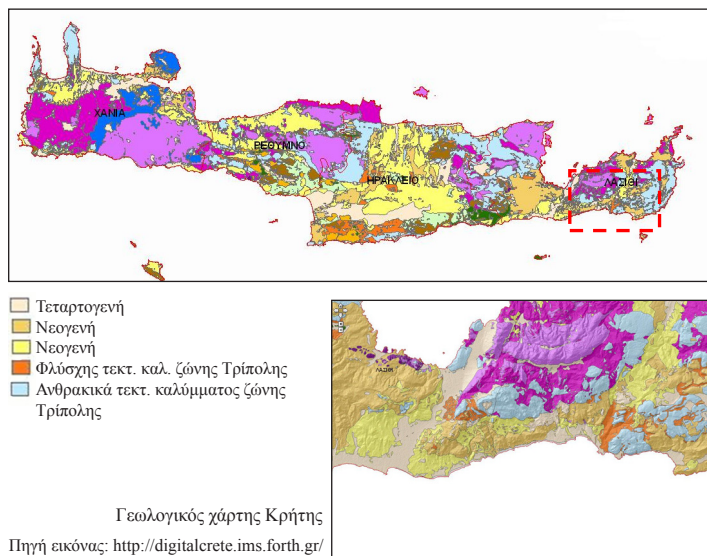 ΧΑΝΙΑ
ΡΕΘΥΜΝΟ
ΗΡΑΚΛΕΙΟ
ΛΑΣΙΘΙ
Τεταρτογενή
Νεογενή
Νεογενή
Φλύσχης τεκτ. καλ. ζώνης Τρίπολης
Ανθρακικά τεκτ. καλύμματος ζώνης
Τρίπολης
ΛΑΣΙΘΙ
Γεωλογικός χάρτης Κρήτης
Πηγή εικόνας: http://digitalcrete.ims.forth.gr/